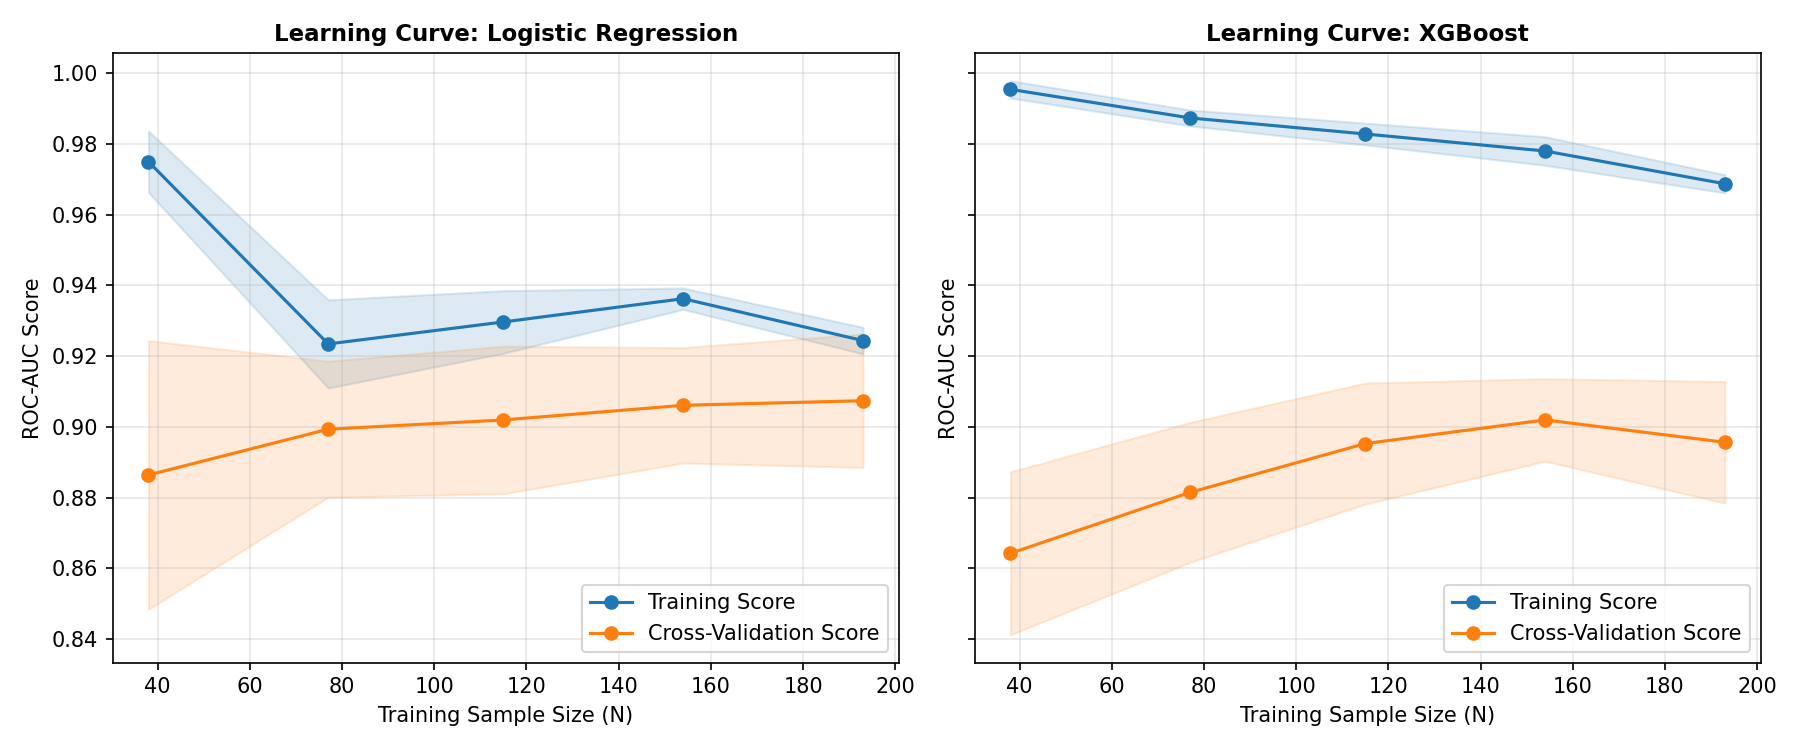 Learning Curve: Logistic Regression
ROC-AUC Score
1.00
0.98
0.96
0.94
0.92
0.90
0.88
0.86
0.84
40 60 80 100 120 140 160 180 200
Training Sample Size (N)
Training Score
Cross-Validation Score
Learning Curve: XGBoost
ROC-AUC Score
40 60 80 100 120 140 160 180 200
Training Sample Size (N)
Training Score
Cross-Validation Score